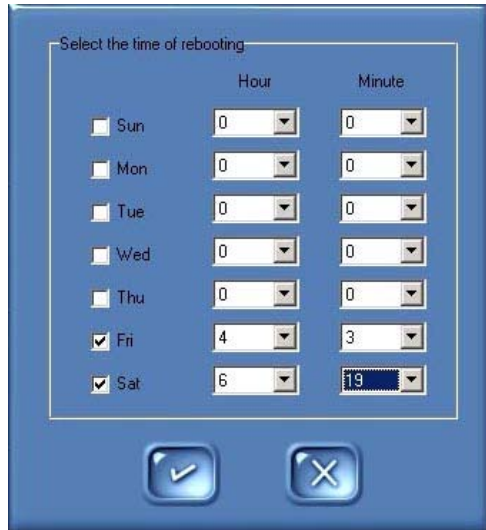 Select the time of rebooting
Hour Minute
Sun 0 0
Mon 0 0
Tue 0 0
Wed 0 0
Thu 0 0
Fri 4 3
Sat 6 19